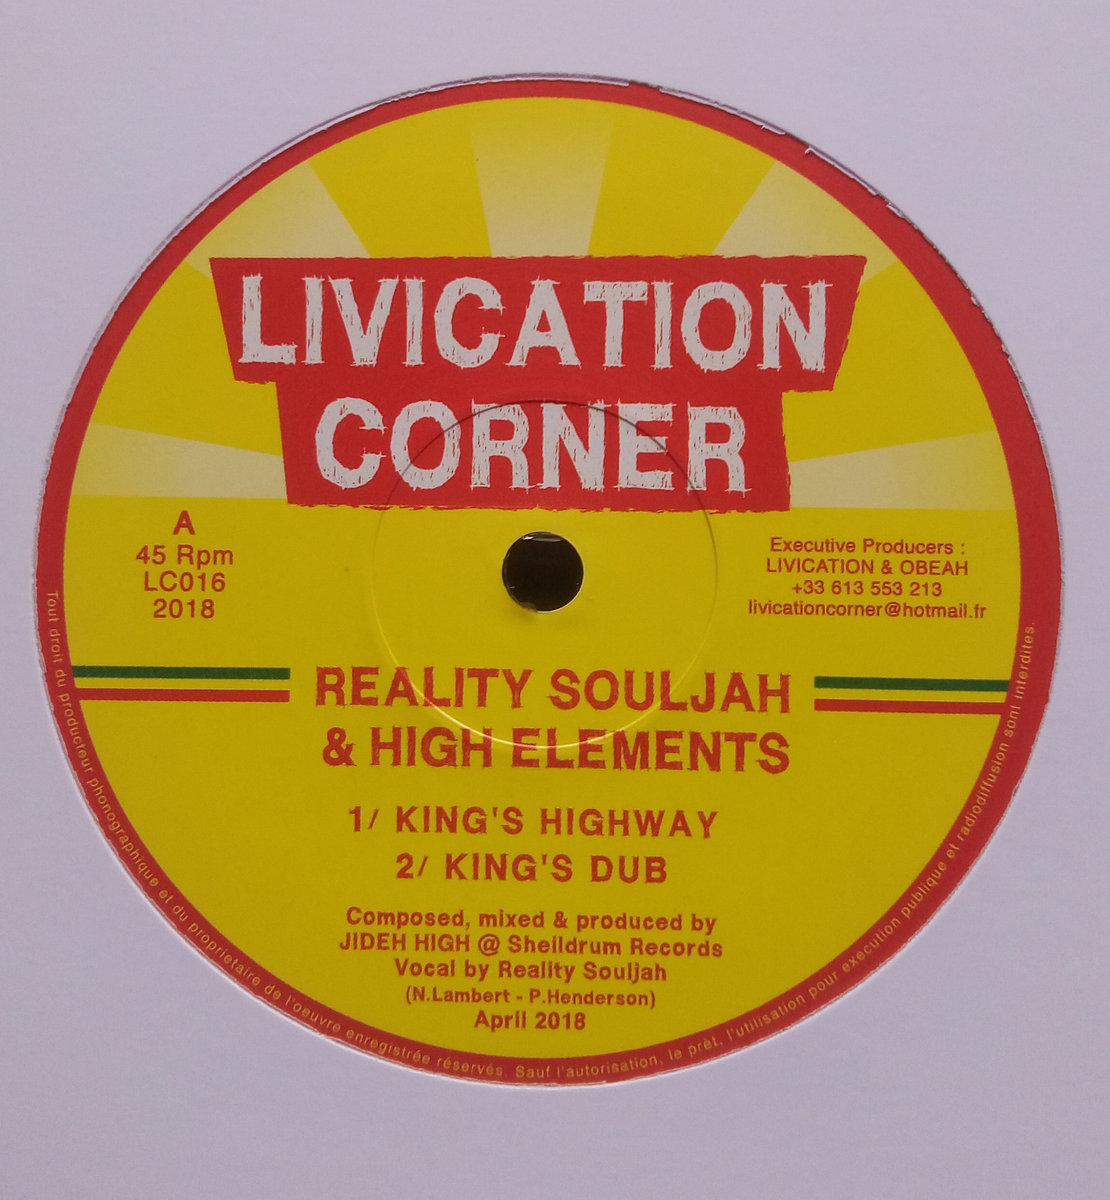 LIVICATION
CORNER
A
45 Rpm
LC016
2018
Executive Producers :
LIVICATION & OBEAH
+33 613 553 213
livicationcorner@hotmail.fr
REALITY SOULJAH
& HIGH ELEMENTS
1/ KING'S HIGHWAY
2/ KING'S DUB
Composed, mixed & produced by
JIDEH HIGH @ Sheildrum Records
Vocal by Reality Souljah
(N.Lambert - P.Henderson)
April 2018
Tout droit du producteur phonographique et du proprietaire de l'oeuvre enregistrée réservés. Sauf l'autorisation, le prèt, l'utilisation pour execution publique et radiodiffusion sont interdites.